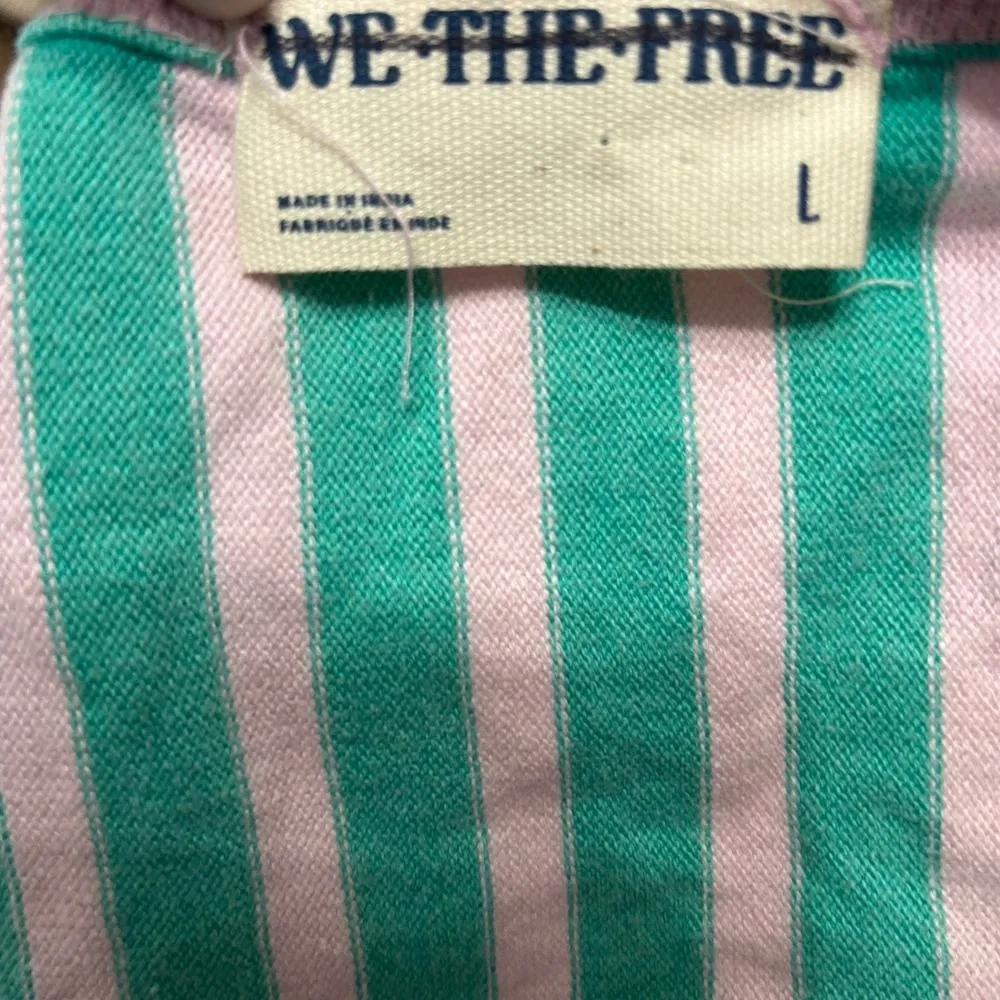 WE·THE·FREE
L
MADE IN INDIA
FABRIQUÉ EN INDE